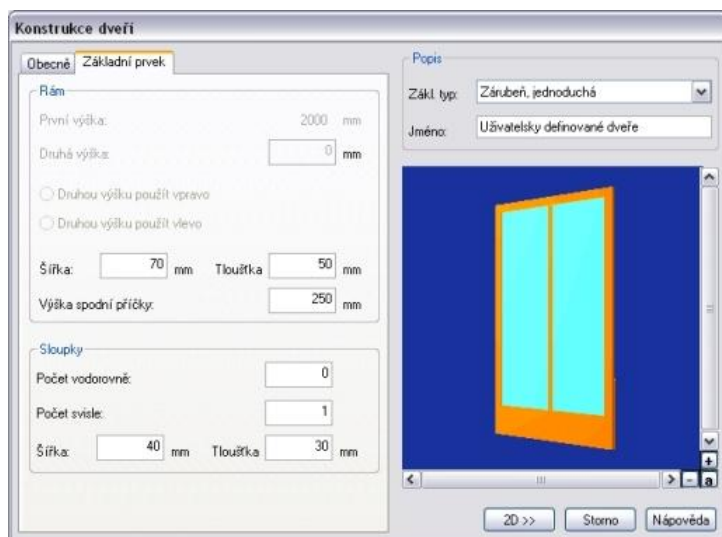 Konstrukce dveří
Obecně Základní prvek
Rám
První výška: 2000 mm
Druhá výška: 0 mm
Druhou výšku použít vpravo
Druhou výšku použít vlevo
Šířka: 70 mm Tloušťka 50 mm
Výška spodní příčky: 250 mm
Sloupky
Počet vodorovně: 0
Počet svisle: 1
Šířka: 40 mm Tloušťka 30 mm
Popis
Zákl. typ: Zárubeň, jednoduchá
Jméno: Uživatelsky definované dveře
+
- a
2D >> Storno Nápověda